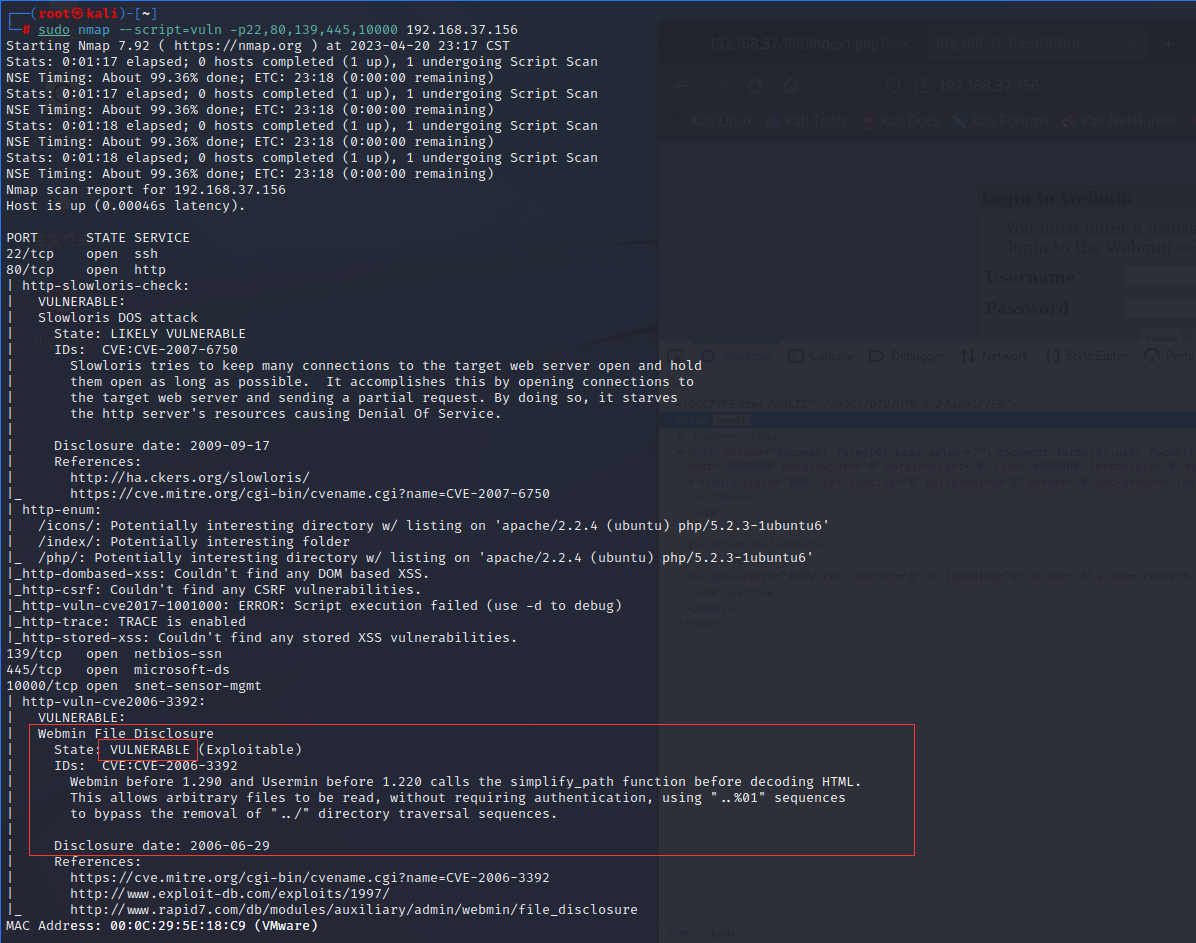 ┌──(root㉿kali)-[~]
└─# sudo nmap --script=vuln -p22,80,139,445,10000 192.168.37.156
Starting Nmap 7.92 ( https://nmap.org ) at 2023-04-20 23:17 CST
Stats: 0:01:17 elapsed; 0 hosts completed (1 up), 1 undergoing Script Scan
NSE Timing: About 99.36% done; ETC: 23:18 (0:00:00 remaining)
Stats: 0:01:17 elapsed; 0 hosts completed (1 up), 1 undergoing Script Scan
NSE Timing: About 99.36% done; ETC: 23:18 (0:00:00 remaining)
Stats: 0:01:18 elapsed; 0 hosts completed (1 up), 1 undergoing Script Scan
NSE Timing: About 99.36% done; ETC: 23:18 (0:00:00 remaining)
Stats: 0:01:18 elapsed; 0 hosts completed (1 up), 1 undergoing Script Scan
NSE Timing: About 99.36% done; ETC: 23:18 (0:00:00 remaining)
Nmap scan report for 192.168.37.156
Host is up (0.00046s latency).
PORT      STATE SERVICE
22/tcp    open  ssh
80/tcp    open  http
| http-slowloris-check:
|   VULNERABLE:
|   Slowloris DOS attack
|     State: LIKELY VULNERABLE
|     IDs:  CVE:CVE-2007-6750
|       Slowloris tries to keep many connections to the target web server open and hold
|       them open as long as possible.  It accomplishes this by opening connections to
|       the target web server and sending a partial request. By doing so, it starves
|       the http server's resources causing Denial Of Service.
|
|     Disclosure date: 2009-09-17
|     References:
|       http://ha.ckers.org/slowloris/
|_      https://cve.mitre.org/cgi-bin/cvename.cgi?name=CVE-2007-6750
| http-enum:
|   /icons/: Potentially interesting directory w/ listing on 'apache/2.2.4 (ubuntu) php/5.2.3-1ubuntu6'
|   /index/: Potentially interesting folder
|_  /php/: Potentially interesting directory w/ listing on 'apache/2.2.4 (ubuntu) php/5.2.3-1ubuntu6'
|_http-dombased-xss: Couldn't find any DOM based XSS.
|_http-csrf: Couldn't find any CSRF vulnerabilities.
|_http-vuln-cve2017-1001000: ERROR: Script execution failed (use -d to debug)
|_http-trace: TRACE is enabled
|_http-stored-xss: Couldn't find any stored XSS vulnerabilities.
139/tcp   open  netbios-ssn
445/tcp   open  microsoft-ds
10000/tcp open  snet-sensor-mgmt
| http-vuln-cve2006-3392:
|   VULNERABLE:
|   Webmin File Disclosure
|     State: VULNERABLE (Exploitable)
|     IDs:  CVE:CVE-2006-3392
|       Webmin before 1.290 and Usermin before 1.220 calls the simplify_path function before decoding HTML.
|       This allows arbitrary files to be read, without requiring authentication, using "..%01" sequences
|       to bypass the removal of "../" directory traversal sequences.
|
|     Disclosure date: 2006-06-29
|     References:
|       https://cve.mitre.org/cgi-bin/cvename.cgi?name=CVE-2006-3392
|       http://www.exploit-db.com/exploits/1997/
|_      http://www.rapid7.com/db/modules/auxiliary/admin/webmin/file_disclosure
MAC Address: 00:0C:29:5E:18:C9 (VMware)
192.168.37.156/index1.php
192.168.37.156:10000/
192.168.37.156:10000
Kali Linux Kali Tools Kali Docs Kali Forums Kali NetHunter
Login to Webmin
You must enter a usern
login to the Webmin se
Username
Password
Login
Inspector Console Debugger Network Style Editor Perf